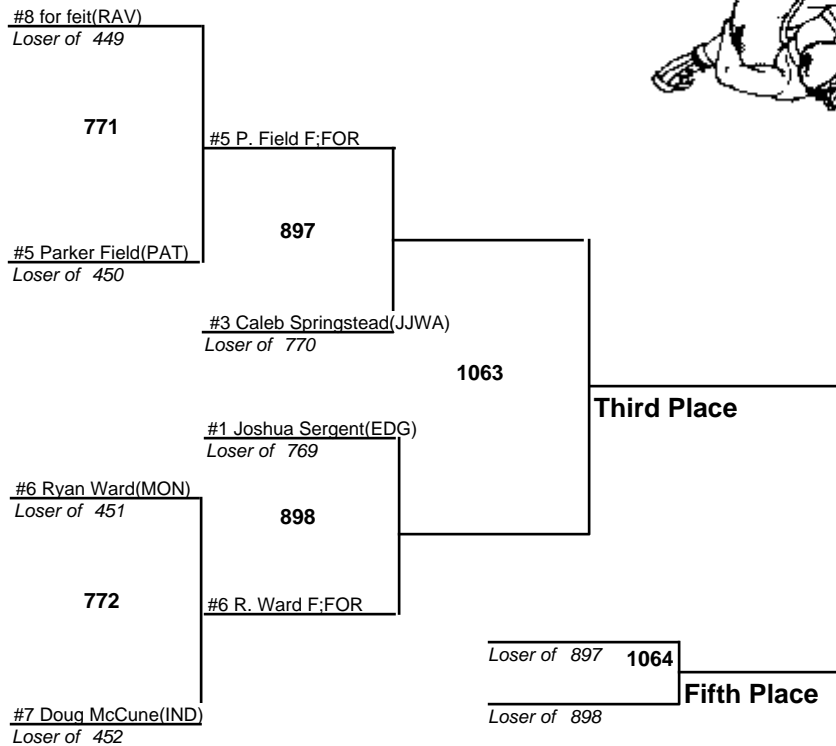 #8 for feit(RAV)
Loser of 449
771
#5 P. Field F;FOR
897
#5 Parker Field(PAT)
Loser of 450
#3 Caleb Springstead(JJWA)
Loser of 770
1063
Third Place
#1 Joshua Sergent(EDG)
Loser of 769
#6 Ryan Ward(MON)
Loser of 451
898
772
#6 R. Ward F;FOR
Loser of 897 1064
Fifth Place
#7 Doug McCune(IND)
Loser of 898
Loser of 452